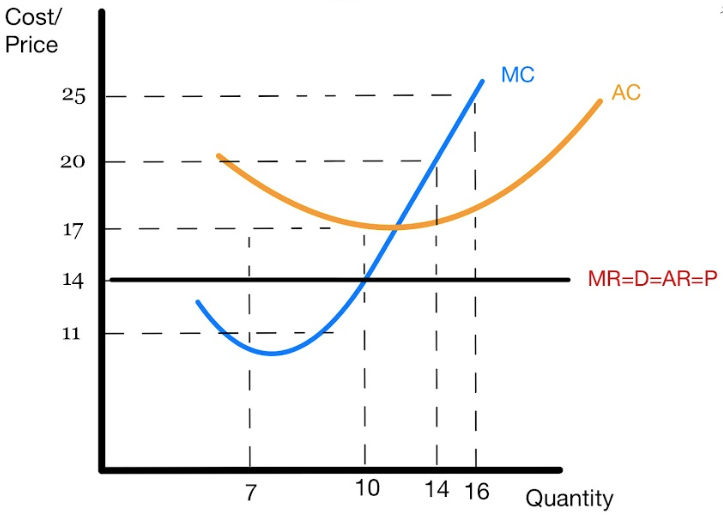 Cost/
Price
MC
25
AC
20
17
14
MR=D=AR=P
11
7
10
14
16
Quantity